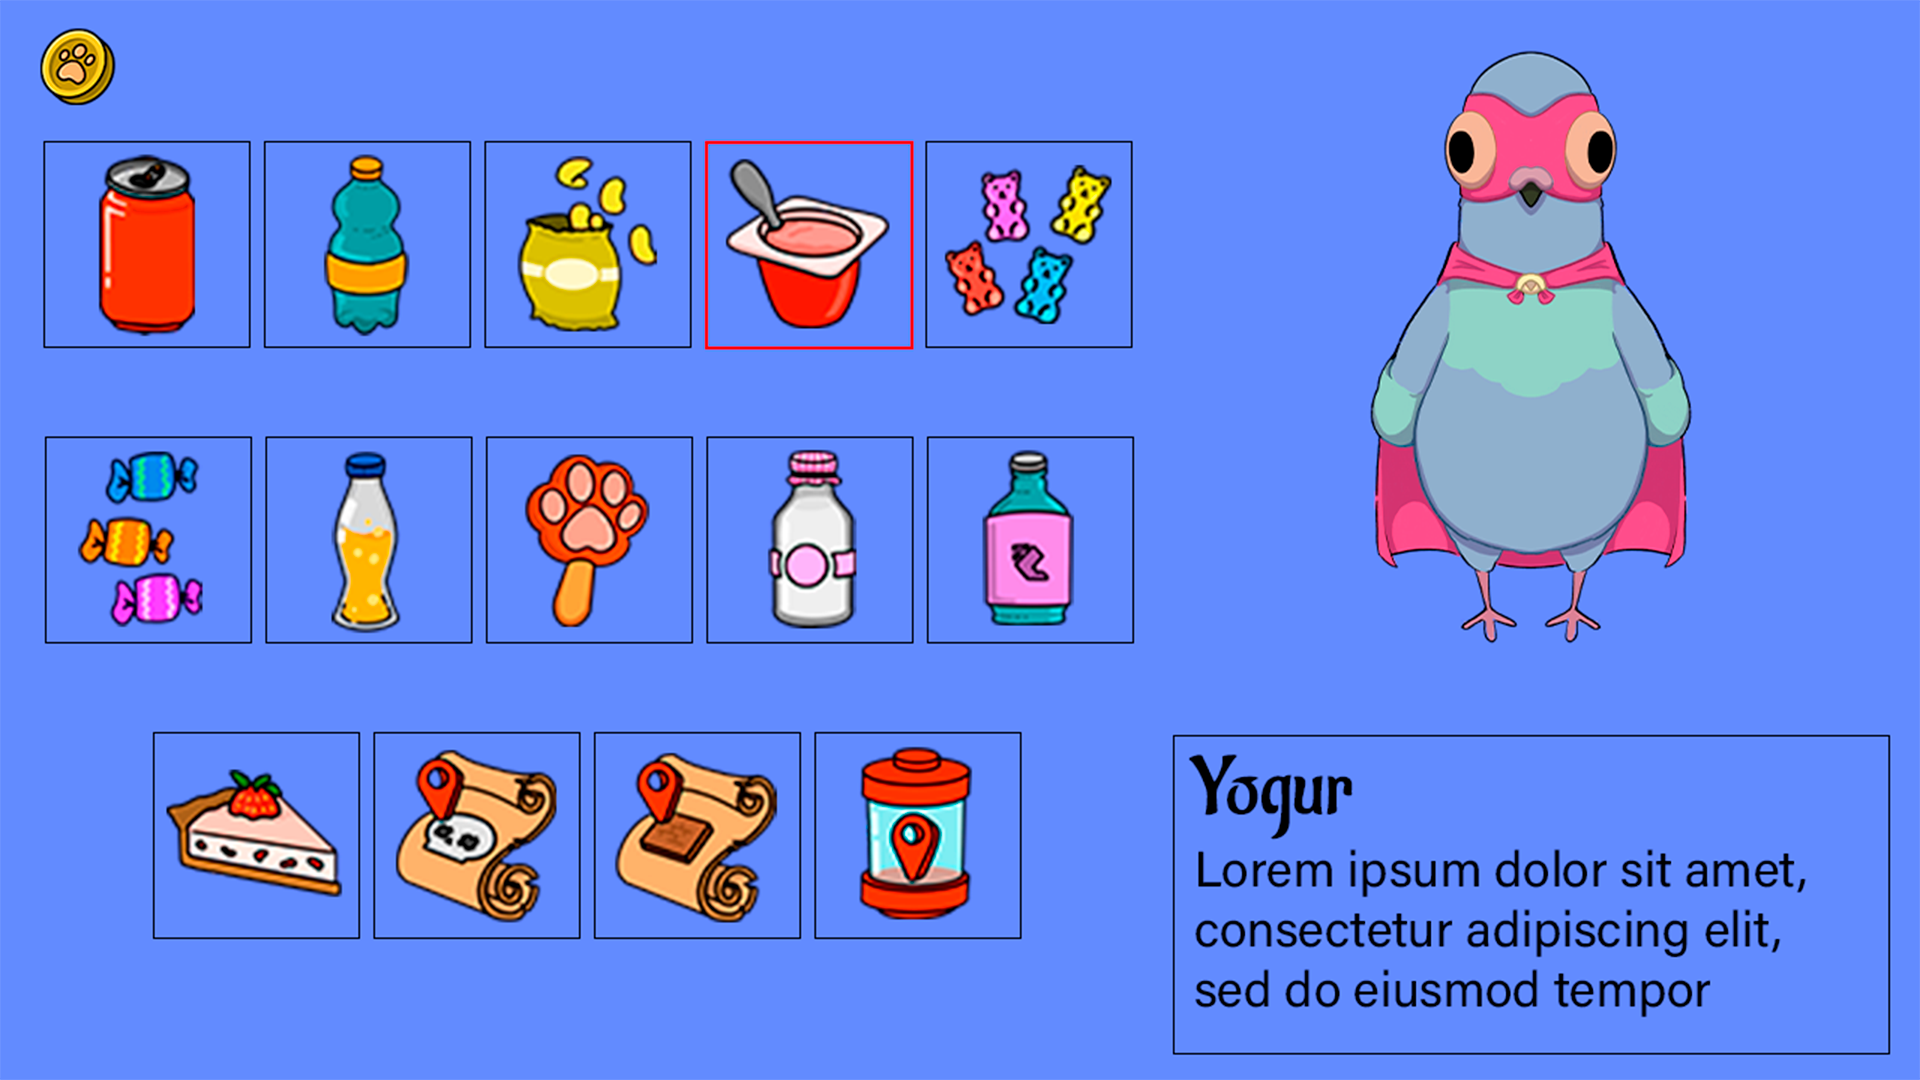 Yogur
Lorem ipsum dolor sit amet,
consectetur adipiscing elit,
sed do eiusmod tempor